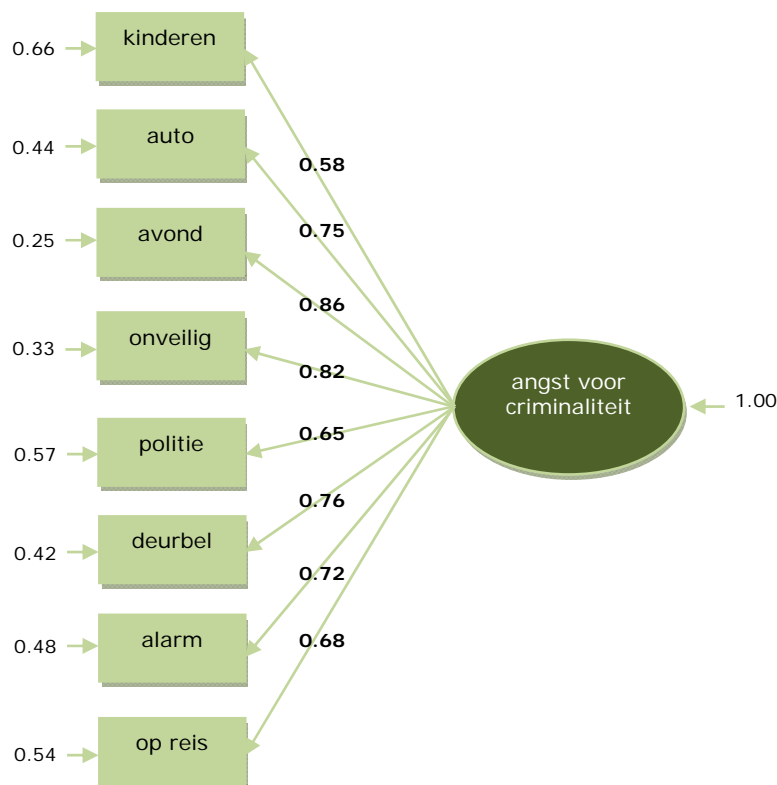 kinderen
0.66
auto
0.44
0.58
avond
0.25
0.75
0.86
onveilig
0.33
0.82
angst voor
criminaliteit
1.00
politie
0.57
0.65
0.76
deurbel
0.42
0.72
alarm
0.48
0.68
op reis
0.54